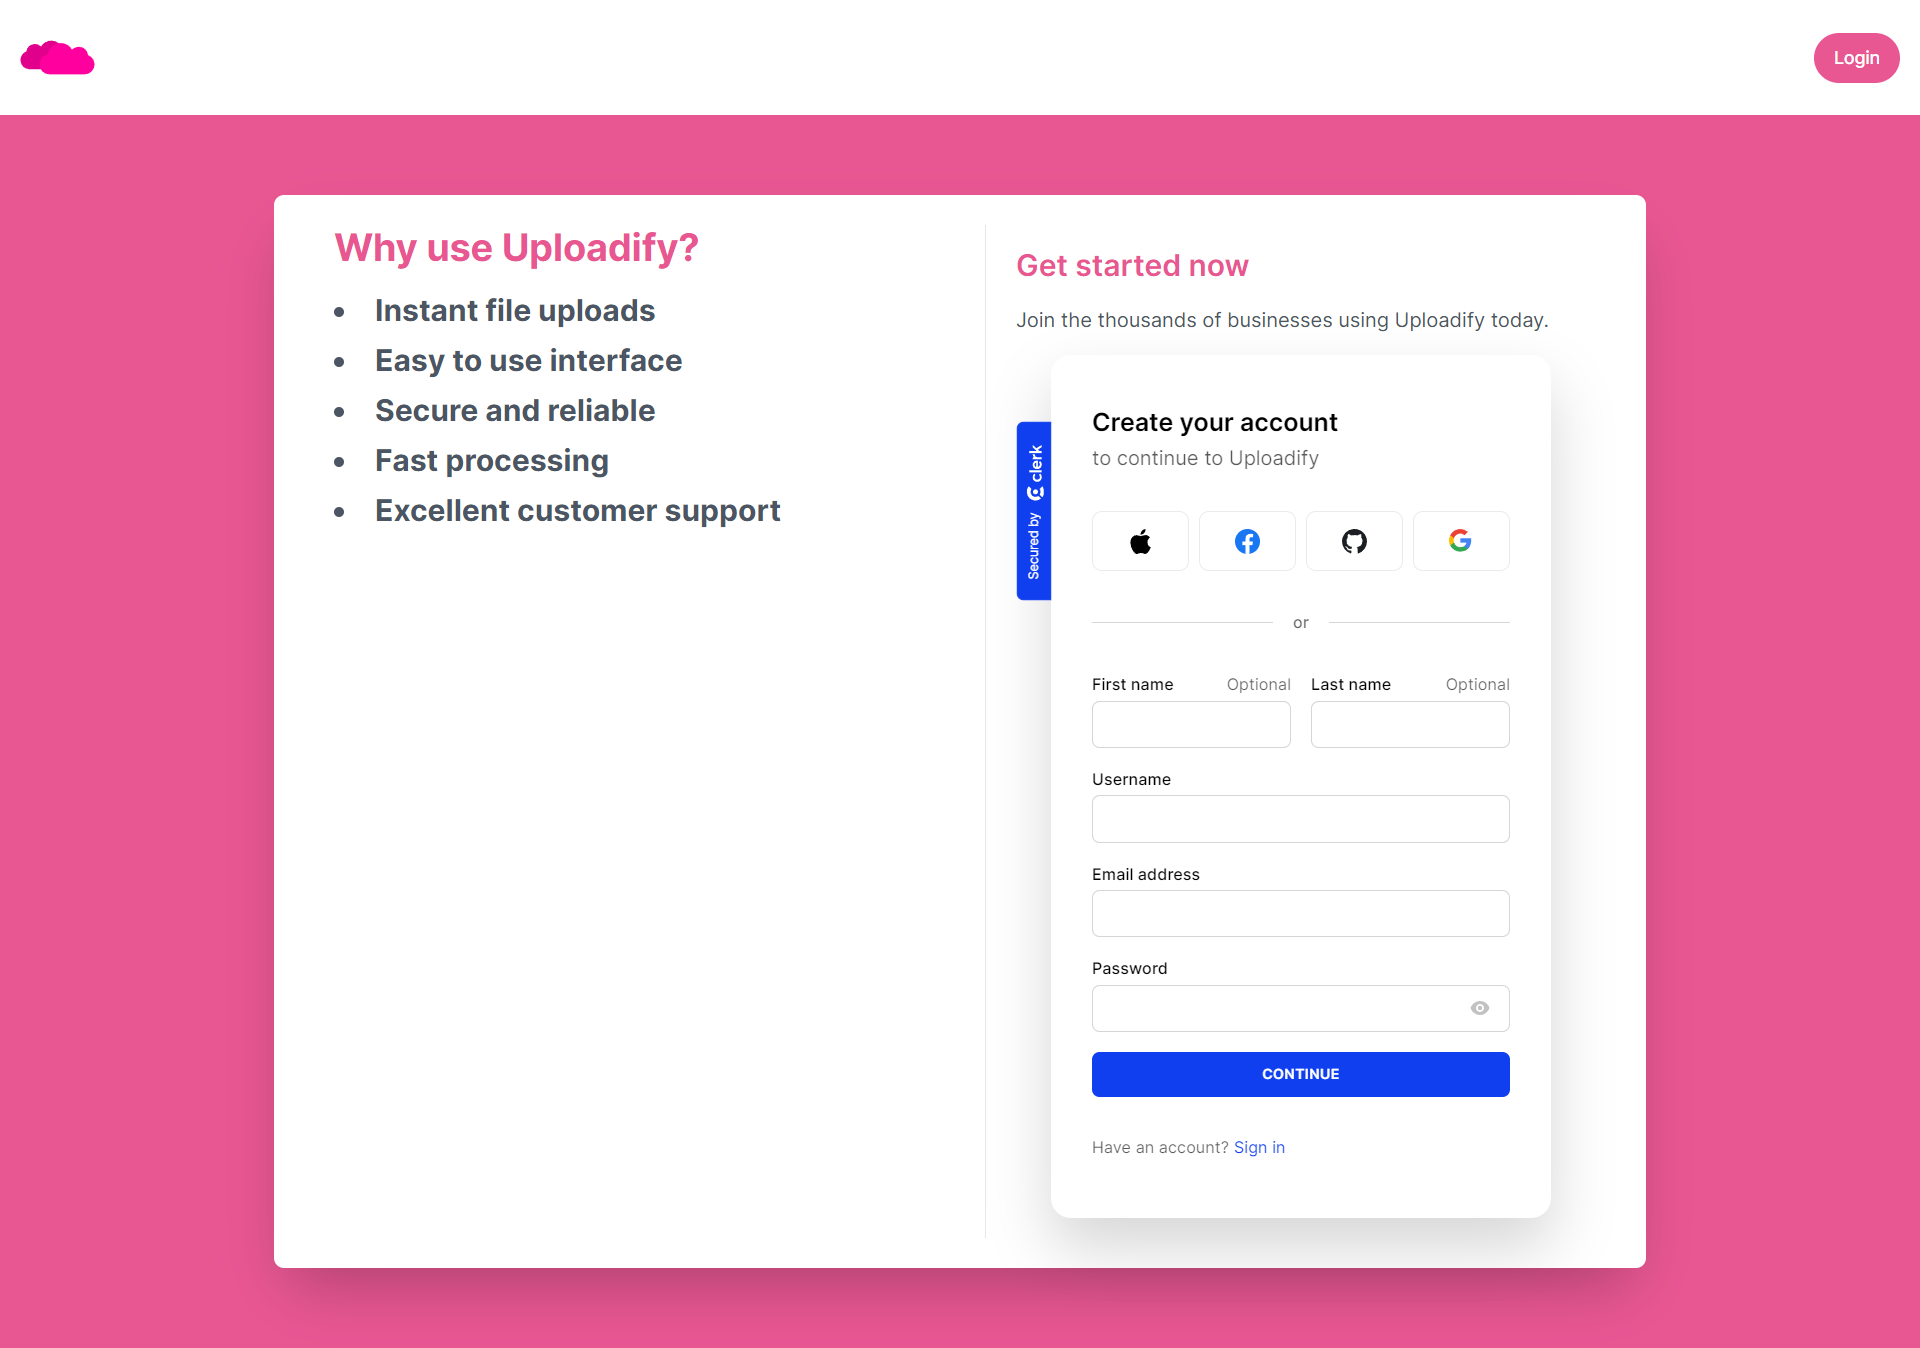 Login
Why use Uploadify?
• Instant file uploads
• Easy to use interface
• Secure and reliable
• Fast processing
• Excellent customer support
Get started now
Join the thousands of businesses using Uploadify today.
Secured by clerk
Create your account
to continue to Uploadify
or
First name Optional Last name Optional
Username
Email address
Password
CONTINUE
Have an account? Sign in